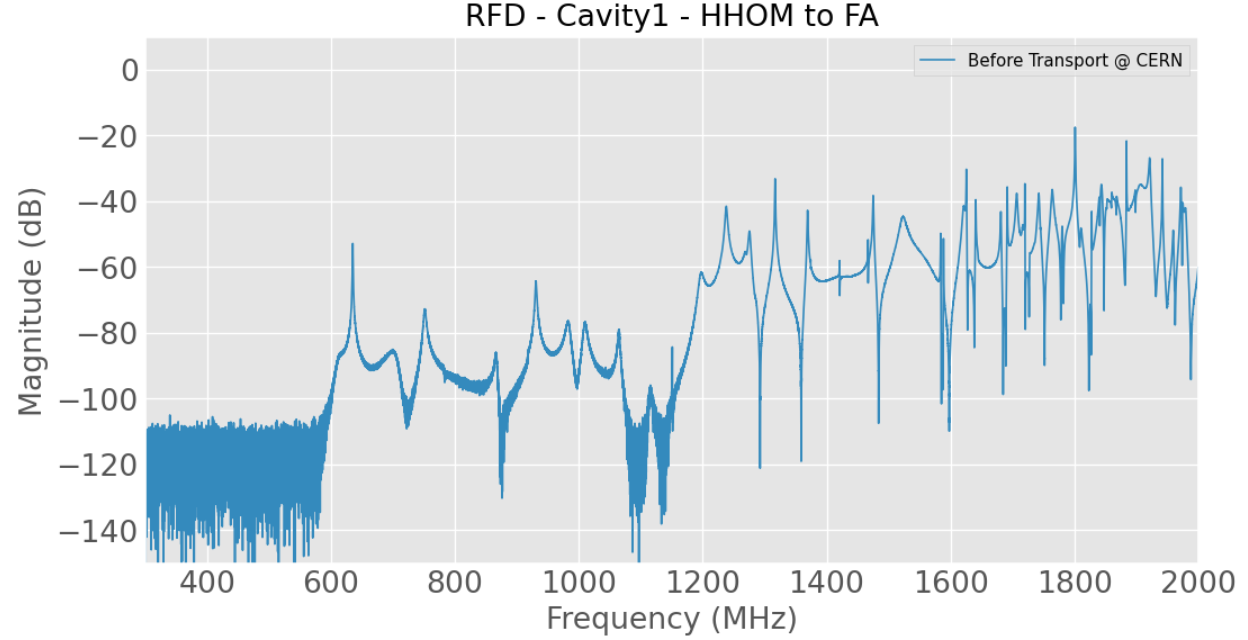 RFD - Cavity1 - HHOM to FA
Before Transport @ CERN
0
−20
−40
−60
−80
−100
−120
−140
Magnitude (dB)
400 600 800 1000 1200 1400 1600 1800 2000
Frequency (MHz)